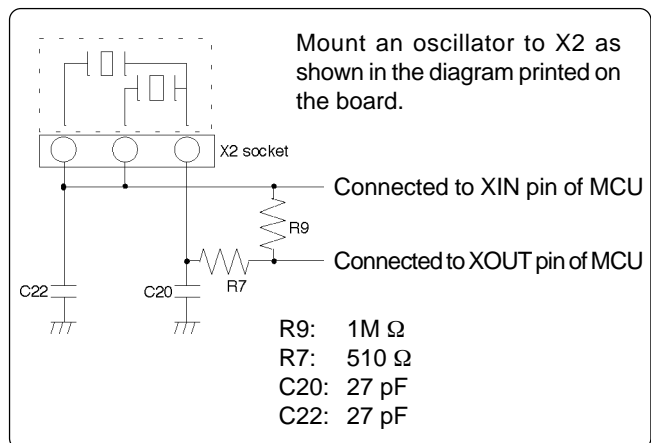 Mount an oscillator to X2 as
shown in the diagram printed on
the board.
X2 socket
Connected to XIN pin of MCU
R9
Connected to XOUT pin of MCU
R7
C22
C20
R9: 1M Ω
R7: 510 Ω
C20: 27 pF
C22: 27 pF